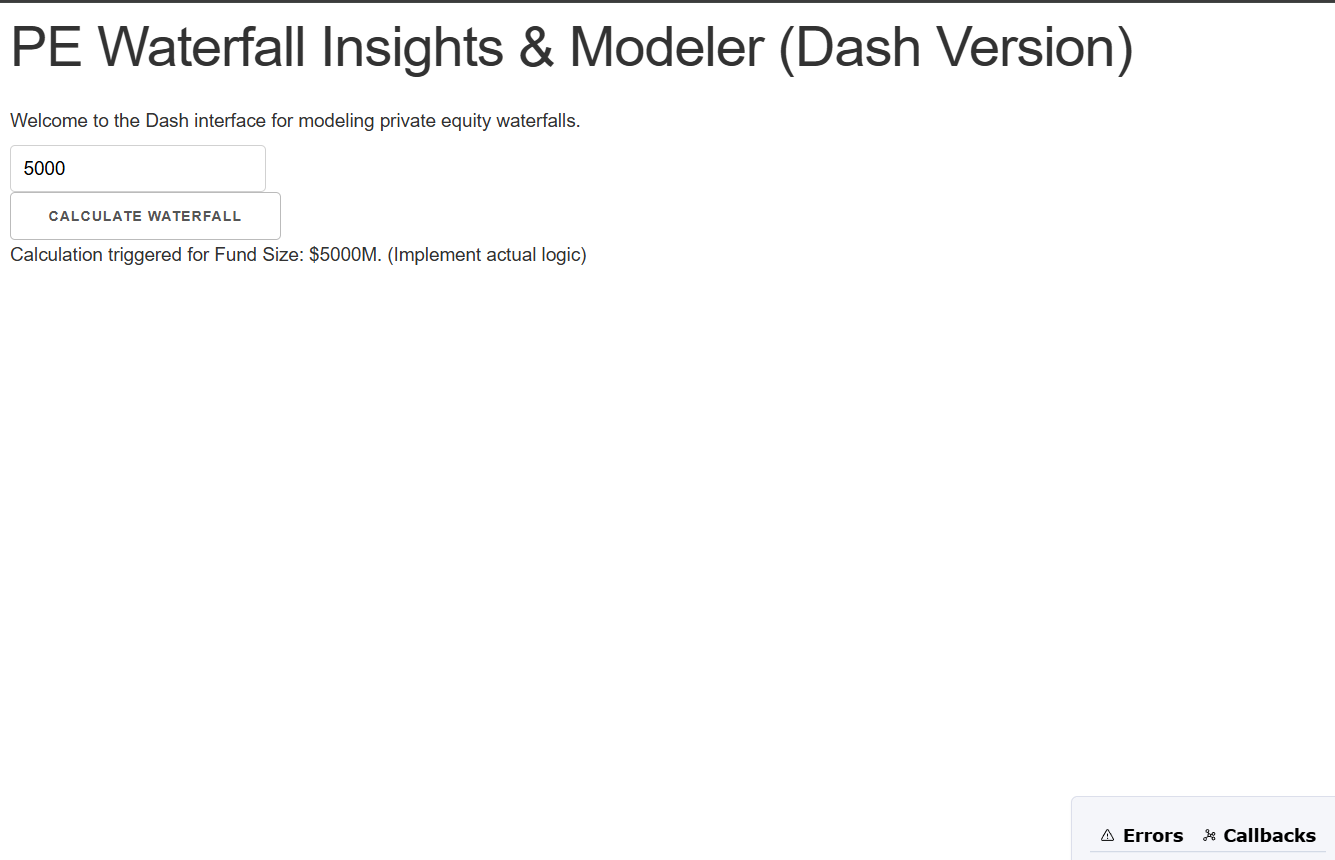 PE Waterfall Insights & Modeler (Dash Version)
Welcome to the Dash interface for modeling private equity waterfalls.
5000
CALCULATE WATERFALL
Calculation triggered for Fund Size: $5000M. (Implement actual logic)
Errors Callbacks